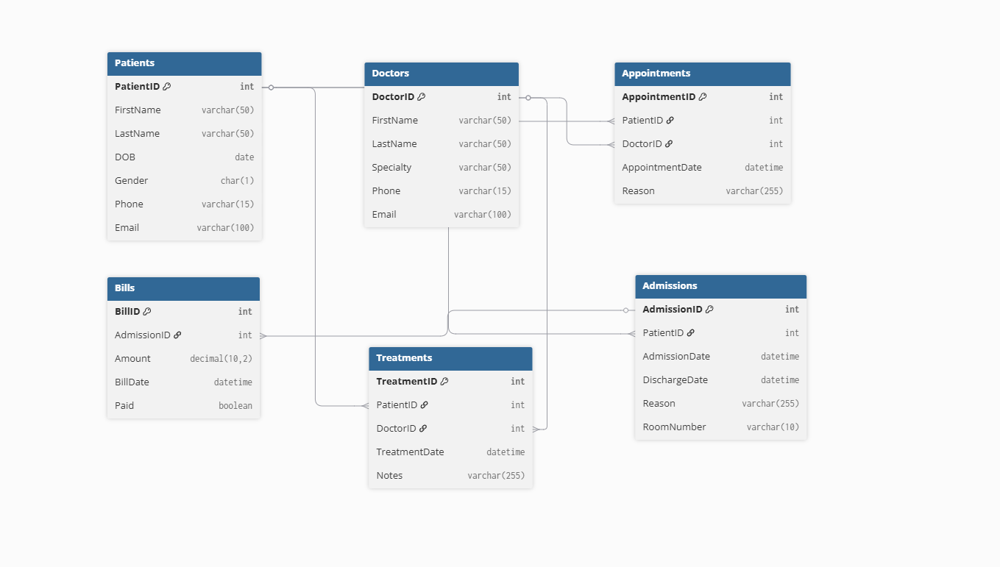 Patients
PatientID int
FirstName varchar(50)
LastName varchar(50)
DOB date
Gender char(1)
Phone varchar(15)
Email varchar(100)
Doctors
DoctorID int
FirstName varchar(50)
LastName varchar(50)
Specialty varchar(50)
Phone varchar(15)
Email varchar(100)
Appointments
AppointmentID int
PatientID int
DoctorID int
AppointmentDate datetime
Reason varchar(255)
Bills
BillID int
AdmissionID int
Amount decimal(10,2)
BillDate datetime
Paid boolean
Treatments
TreatmentID int
PatientID int
DoctorID int
TreatmentDate datetime
Notes varchar(255)
Admissions
AdmissionID int
PatientID int
AdmissionDate datetime
DischargeDate datetime
Reason varchar(255)
RoomNumber varchar(10)